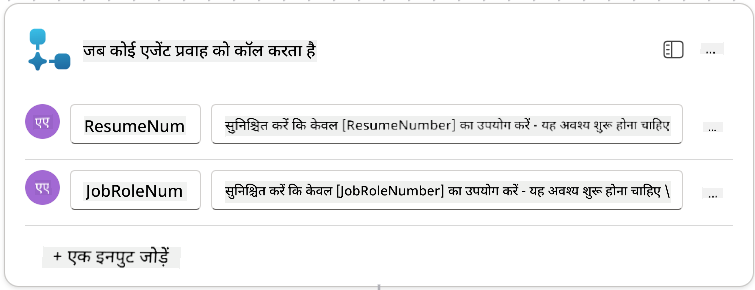 जब कोई एजेंट प्रवाह को कॉल करता है
...
एए
ResumeNum
सुनिश्चित करें कि केवल [ResumeNumber] का उपयोग करें - यह अवश्य शुरू होना चाहिए
...
एए
JobRoleNum
सुनिश्चित करें कि केवल [JobRoleNumber] का उपयोग करें - यह अवश्य शुरू होना चाहिए \
...
+ एक इनपुट जोड़ें